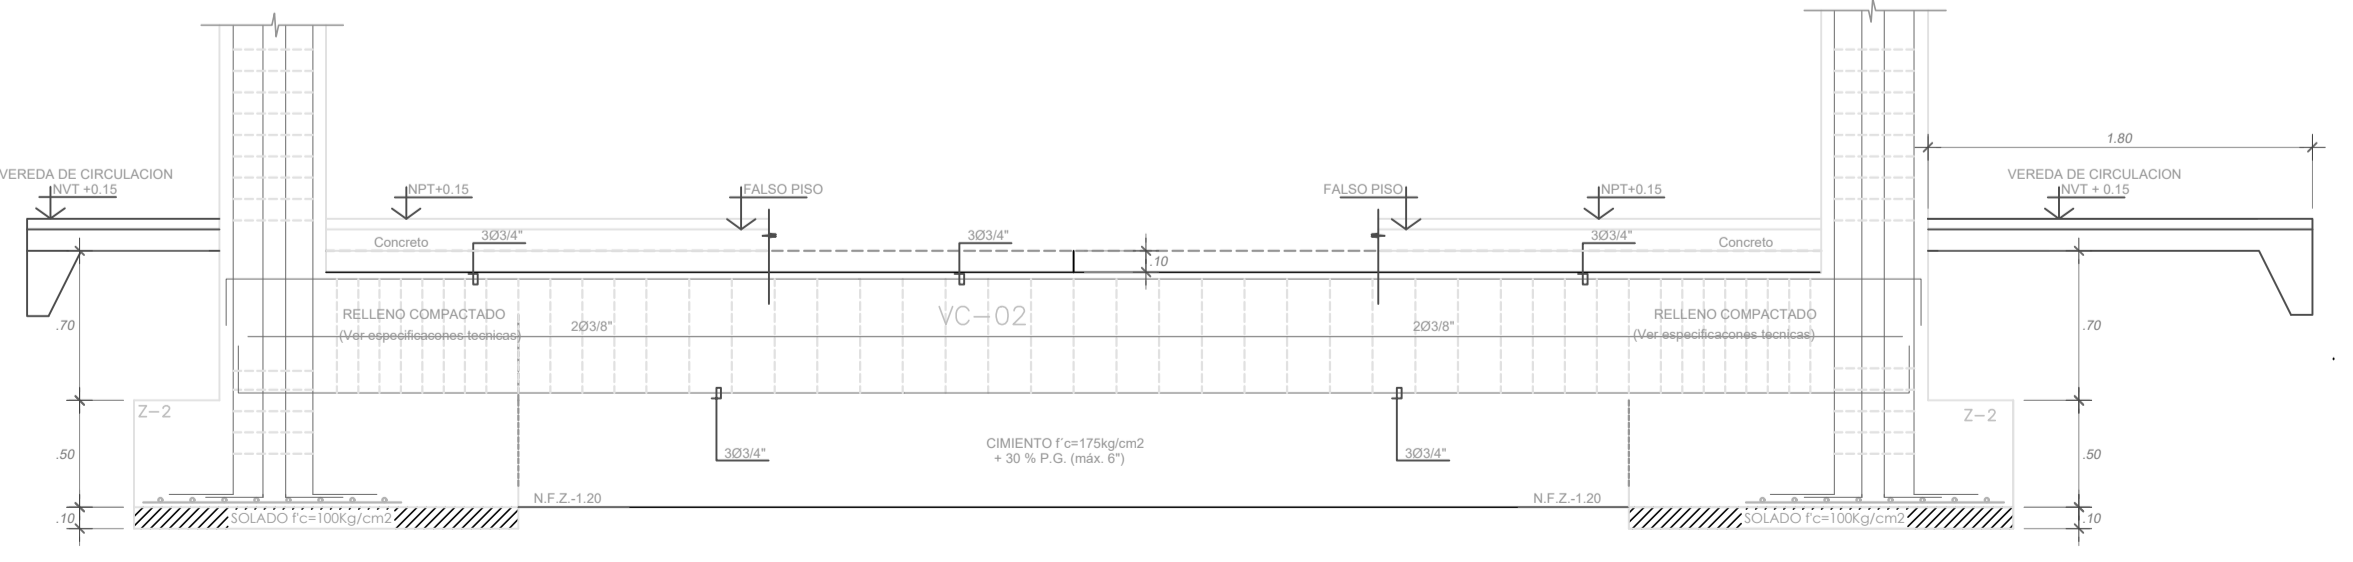 1.80
VEREDA DE CIRCULACION
NVT +0.15
NPT+0.15
FALSO PISO
FALSO PISO
NPT+0.15
VEREDA DE CIRCULACION
NVT + 0.15
Concreto
3Ø3/4"
3Ø3/4"
3Ø3/4"
Concreto
.10
RELLENO COMPACTADO
(Ver especificacones tecnicas)
2Ø3/8"
VC-02
2Ø3/8"
RELLENO COMPACTADO
(Ver especificacones tecnicas)
.70
.70
Z-2
Z-2
.50
3Ø3/4"
CIMIENTO f´c=175kg/cm2
+ 30 % P.G. (máx. 6")
3Ø3/4"
.50
N.F.Z.-1.20
N.F.Z.-1.20
.10
SOLADO f'c=100Kg/cm2
SOLADO f'c=100Kg/cm2
.10